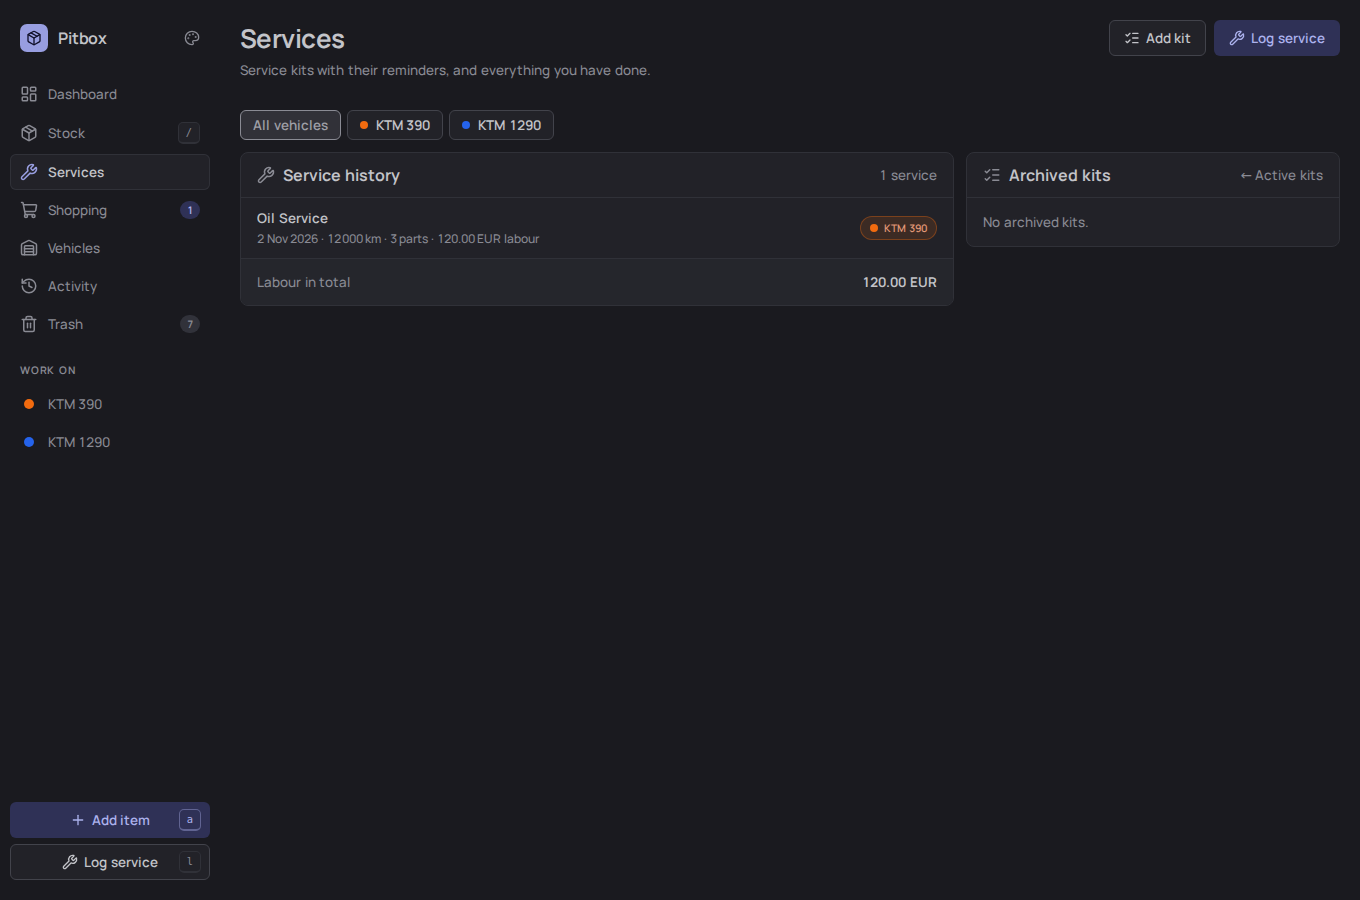 Pitbox
Dashboard
Stock /
Services
Shopping 1
Vehicles
Activity
Trash 7
WORK ON
KTM 390
KTM 1290
Add item a
Log service l
Services
Service kits with their reminders, and everything you have done.
Add kit
Log service
All vehicles
KTM 390
KTM 1290
Service history
1 service
Oil Service
2 Nov 2026 · 12 000 km · 3 parts · 120.00 EUR labour
KTM 390
Labour in total
120.00 EUR
Archived kits
← Active kits
No archived kits.